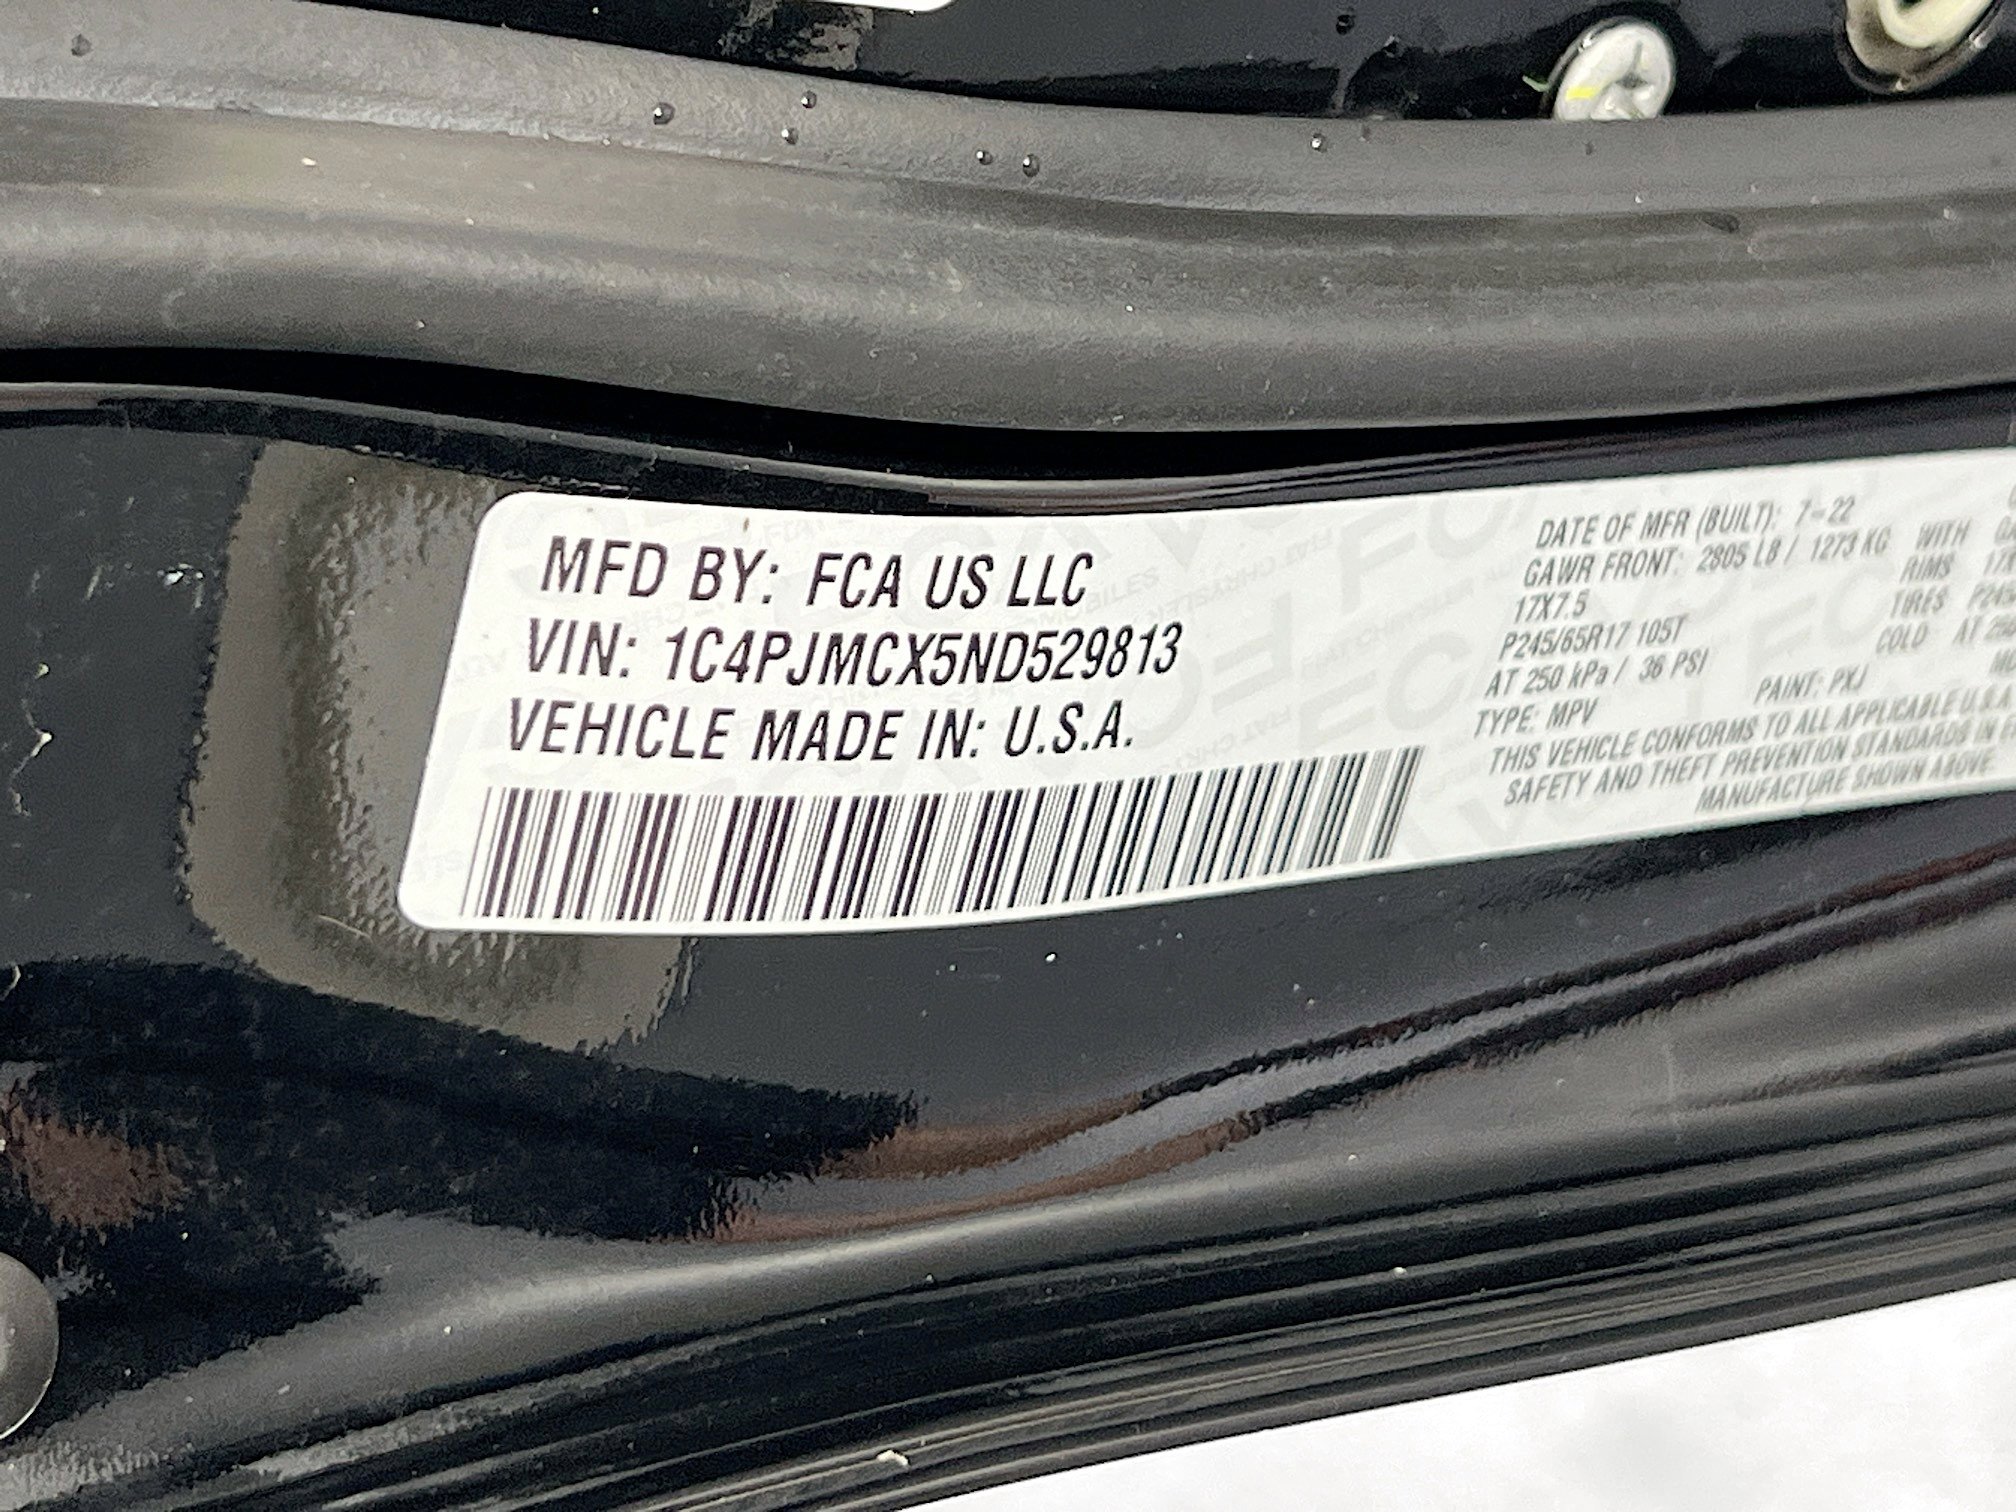 MFD BY: FCA US LLC
VIN: 1C4PJMCX5ND529813
VEHICLE MADE IN: U.S.A.
DATE OF MFR (BUILT): 7-22
GAWR FRONT: 2805 LB / 1273 KG WITH
17X7.5 RIMS
P245/65R17 105T TIRES
AT 250 kPa / 36 PSI COLD AT
TYPE: MPV PAINT: PXJ
THIS VEHICLE CONFORMS TO ALL APPLICABLE U.S.A.
SAFETY AND THEFT PREVENTION STANDARDS IN
MANUFACTURE SHOWN ABOVE.